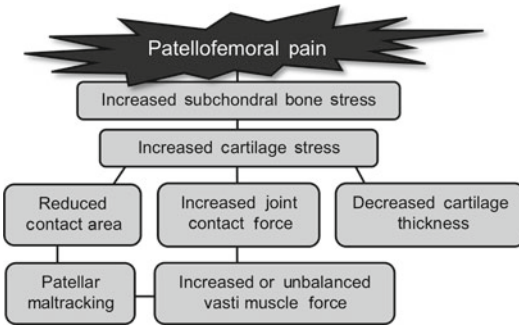 Patellofemoral pain
Increased subchondral bone stress
Increased cartilage stress
Reduced
contact area
Increased joint
contact force
Decreased cartilage
thickness
Patellar
maltracking
Increased or unbalanced
vasti muscle force